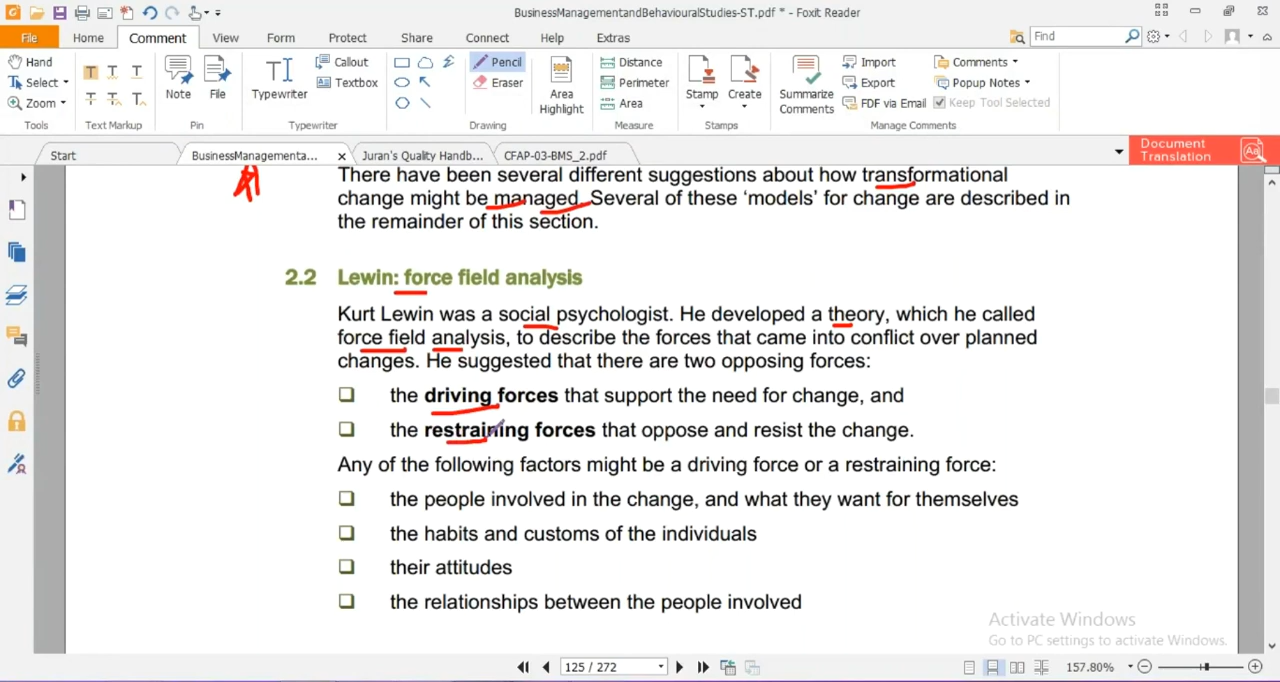 BusinessManagementandBehaviouralStudies-ST.pdf * - Foxit Reader
File Home Comment View Form Protect Share Connect Help Extras Find
Hand
Select
Zoom
Tools
Text Markup
Note File
Pin
Typewriter
Callout
Textbox
Typewriter
Pencil
Eraser
Drawing
Area Highlight
Distance
Perimeter
Area
Measure
Stamp Create
Stamps
Summarize Comments
Import
Export
FDF via Email
Comments
Popup Notes
Keep Tool Selected
Manage Comments
Start BusinessManagementa... Juran's Quality Handb... CFAP-03-BMS_2.pdf Document Translation
There have been several different suggestions about how transformational
change might be managed. Several of these ‘models’ for change are described in
the remainder of this section.
2.2 Lewin: force field analysis
Kurt Lewin was a social psychologist. He developed a theory, which he called
force field analysis, to describe the forces that came into conflict over planned
changes. He suggested that there are two opposing forces:
❑ the driving forces that support the need for change, and
❑ the restraining forces that oppose and resist the change.
Any of the following factors might be a driving force or a restraining force:
❑ the people involved in the change, and what they want for themselves
❑ the habits and customs of the individuals
❑ their attitudes
❑ the relationships between the people involved
Activate Windows
Go to PC settings to activate Windows.
125 / 272 157.80%